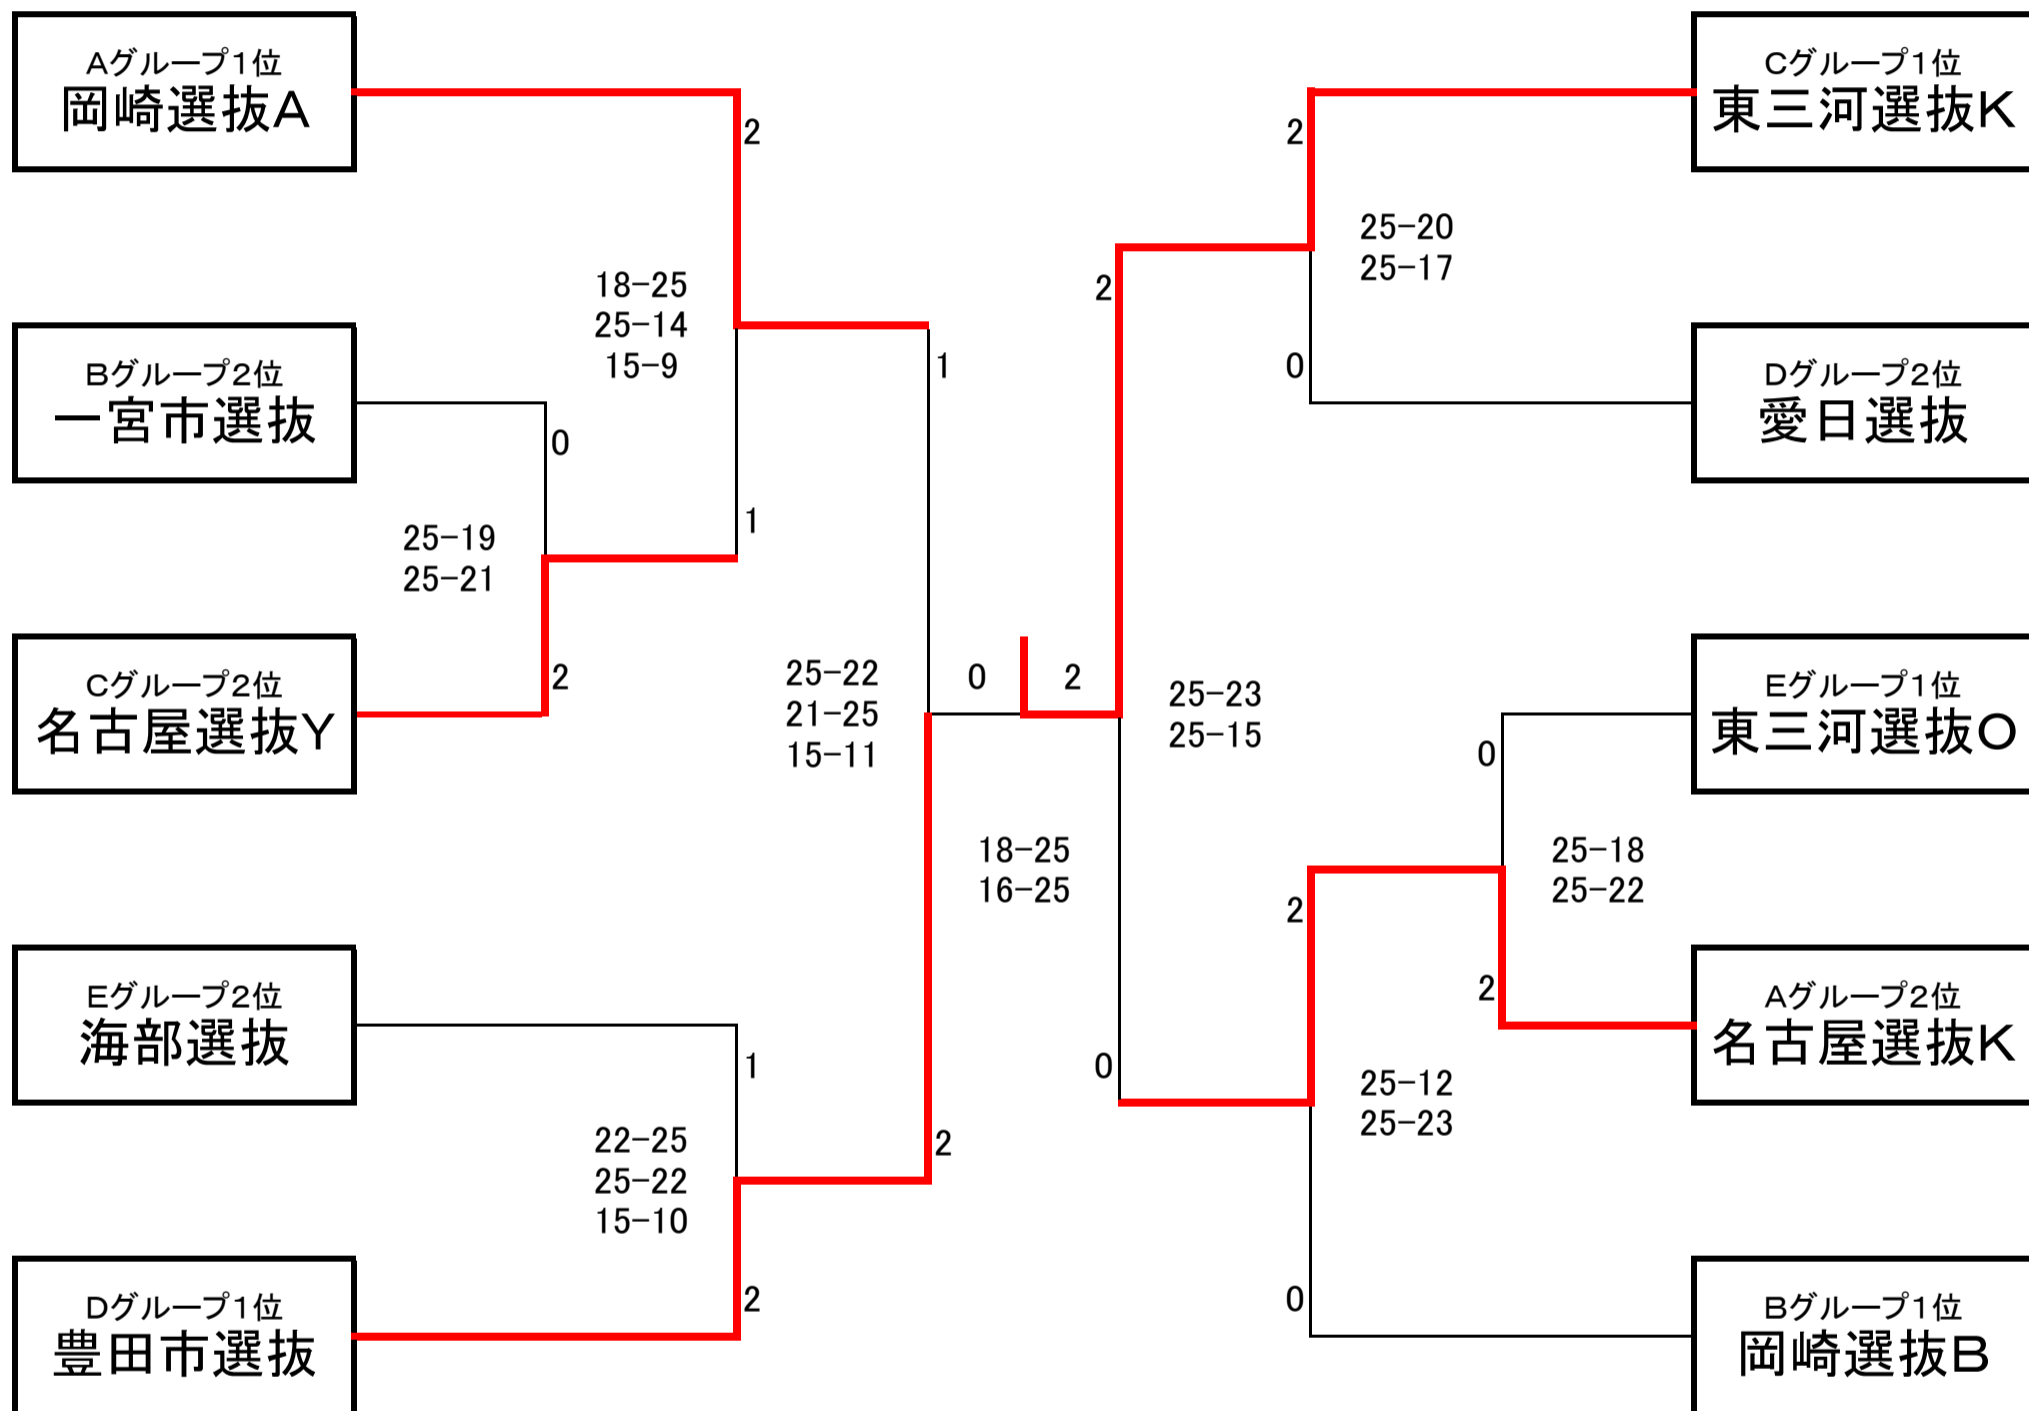 Aグループ1位
岡崎選抜A
Bグループ2位
一宮市選抜
Cグループ2位
名古屋選抜Y
Eグループ2位
海部選抜
Dグループ1位
豊田市選抜
2
18-25
25-14
15-9
0
1
25-19
25-21
2
1
22-25
25-22
15-10
2
1
25-22
21-25
15-11
2
0
2
18-25
16-25
2
25-23
25-15
0
2
25-20
25-17
0
0
25-18
25-22
2
2
25-12
25-23
0
Cグループ1位
東三河選抜K
Dグループ2位
愛日選抜
Eグループ1位
東三河選抜O
Aグループ2位
名古屋選抜K
Bグループ1位
岡崎選抜B